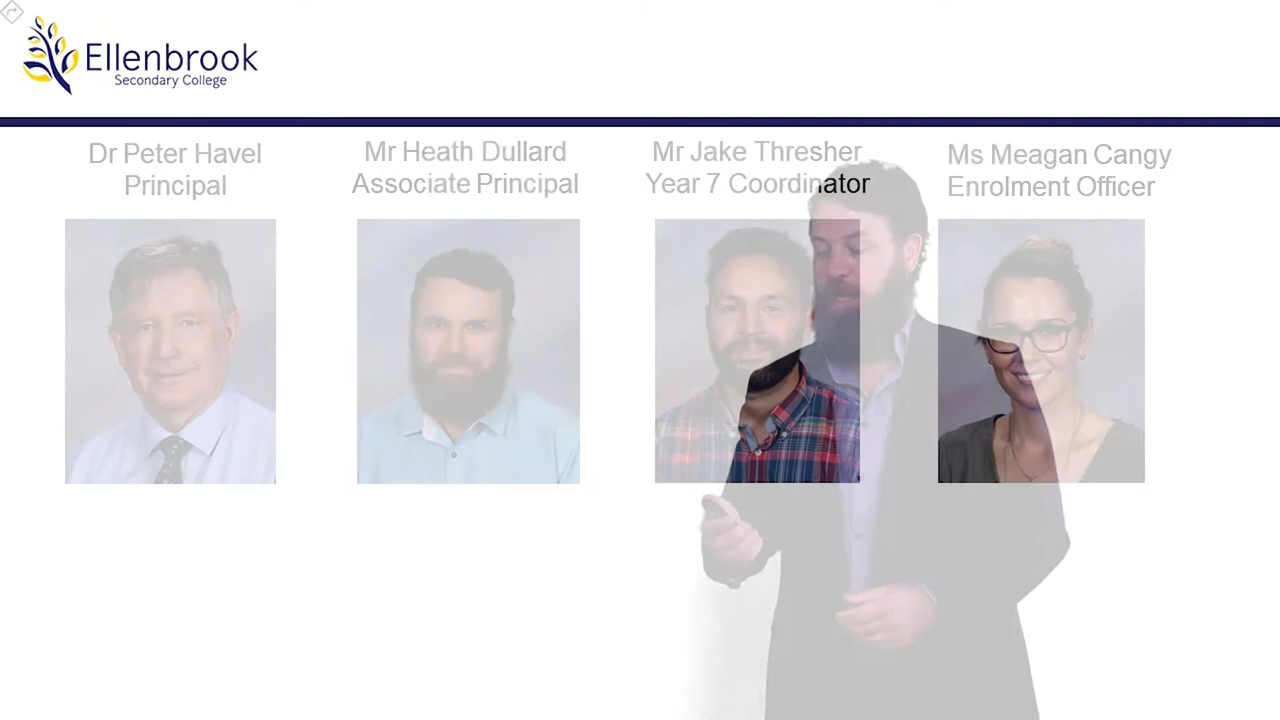 Ellenbrook
Secondary College
Dr Peter Havel
Principal
Mr Heath Dullard
Associate Principal
Mr Jake Thresher
Year 7 Coordinator
Ms Meagan Cangy
Enrolment Officer